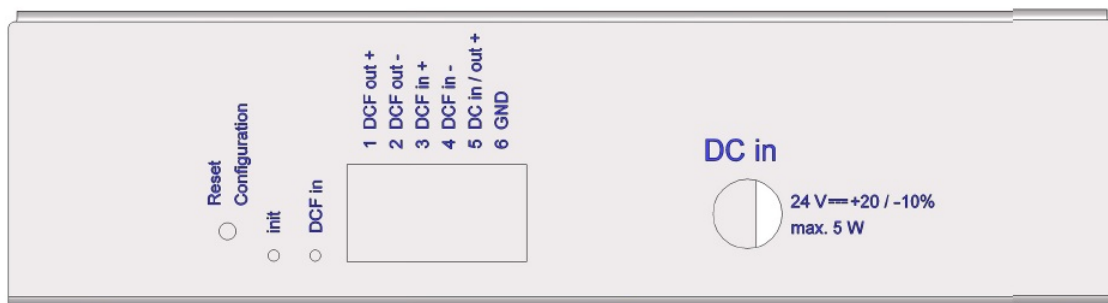 Reset
Configuration
init
DCF in
1 DCF out +
2 DCF out -
3 DCF in +
4 DCF in -
5 DC in / out +
6 GND
DC in
24 V⎓+20 / -10%
max. 5 W